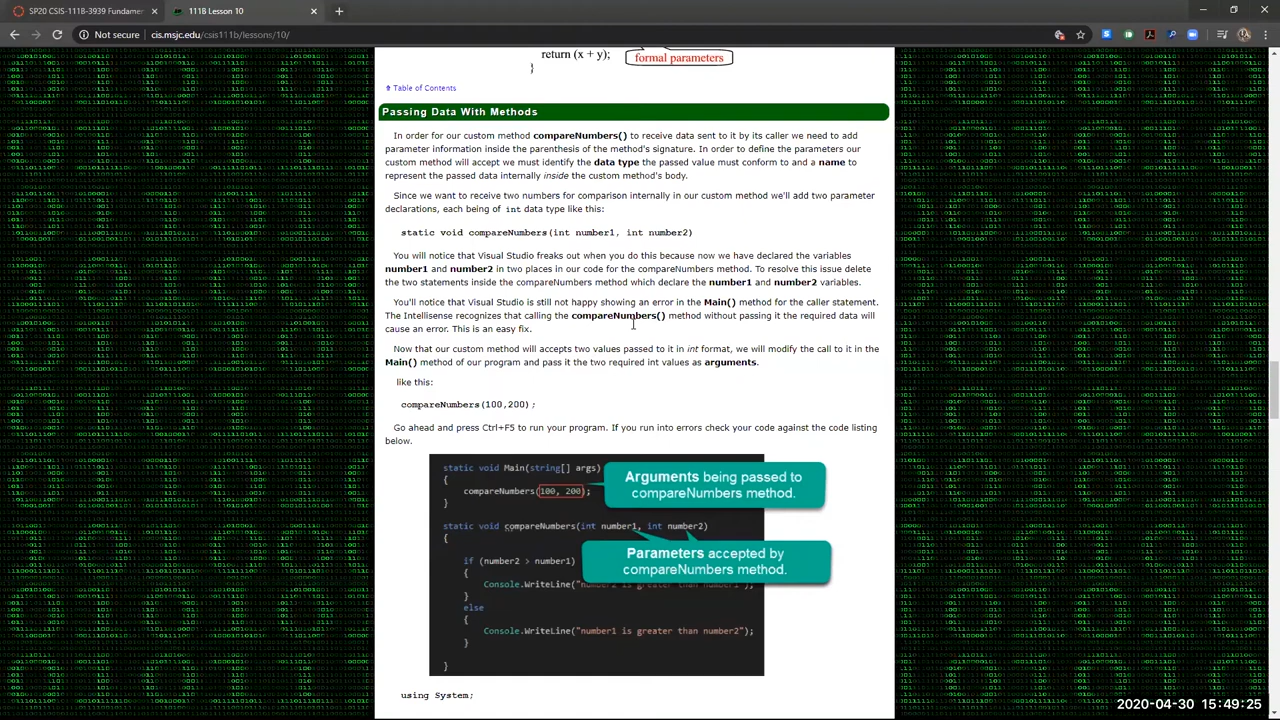 SP20 CSIS-111B-3939 Fundamen
111B Lesson 10
Not secure
cis.msjc.edu/csis111b/lessons/10/
return (x + y);
formal parameters
}
⇑ Table of Contents
Passing Data With Methods
In order for our custom method compareNumbers() to receive data sent to it by its caller we need to add
parameter information inside the parenthesis of the method's signature. In order to define the parameters our
custom method will accept we must identify the data type the passed value must conform to and a name to
represent the passed data internally inside the custom method's body.
Since we want to receive two numbers for comparison internally in our custom method we'll add two parameter
declarations, each being of int data type like this:
static void compareNumbers(int number1, int number2)
You will notice that Visual Studio freaks out when you do this because now we have declared the variables
number1 and number2 in two places in our code for the compareNumbers method. To resolve this issue delete
the two statements inside the compareNumbers method which declare the number1 and number2 variables.
You'll notice that Visual Studio is still not happy showing an error in the Main() method for the caller statement.
The Intellisense recognizes that calling the compareNumbers() method without passing it the required data will
cause an error. This is an easy fix.
Now that our custom method will accepts two values passed to it in int format, we will modify the call to it in the
Main() method of our program and pass it the two required int values as arguments.
like this:
compareNumbers(100,200);
Go ahead and press Ctrl+F5 to run your program. If you run into errors check your code against the code listing
below.
static void Main(string[] args)
{
compareNumbers(100, 200);
}
Arguments being passed to
compareNumbers method.
static void compareNumbers(int number1, int number2)
{
if (number2 > number1)
{
Parameters accepted by
compareNumbers method.
Console.WriteLine("number2 is greater than number1");
}
else
Console.WriteLine("number1 is greater than number2");
}
}
using System;
2020-04-30 15:49:25